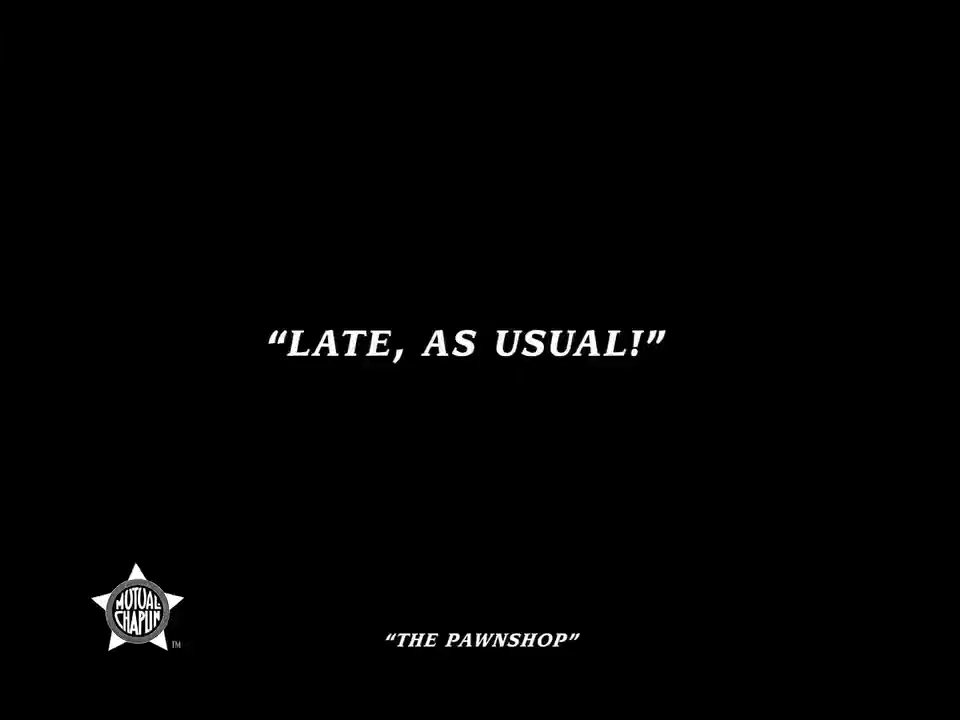 “LATE, AS USUAL!”
MUTUAL-
CHAPLIN
TM
“THE PAWNSHOP”